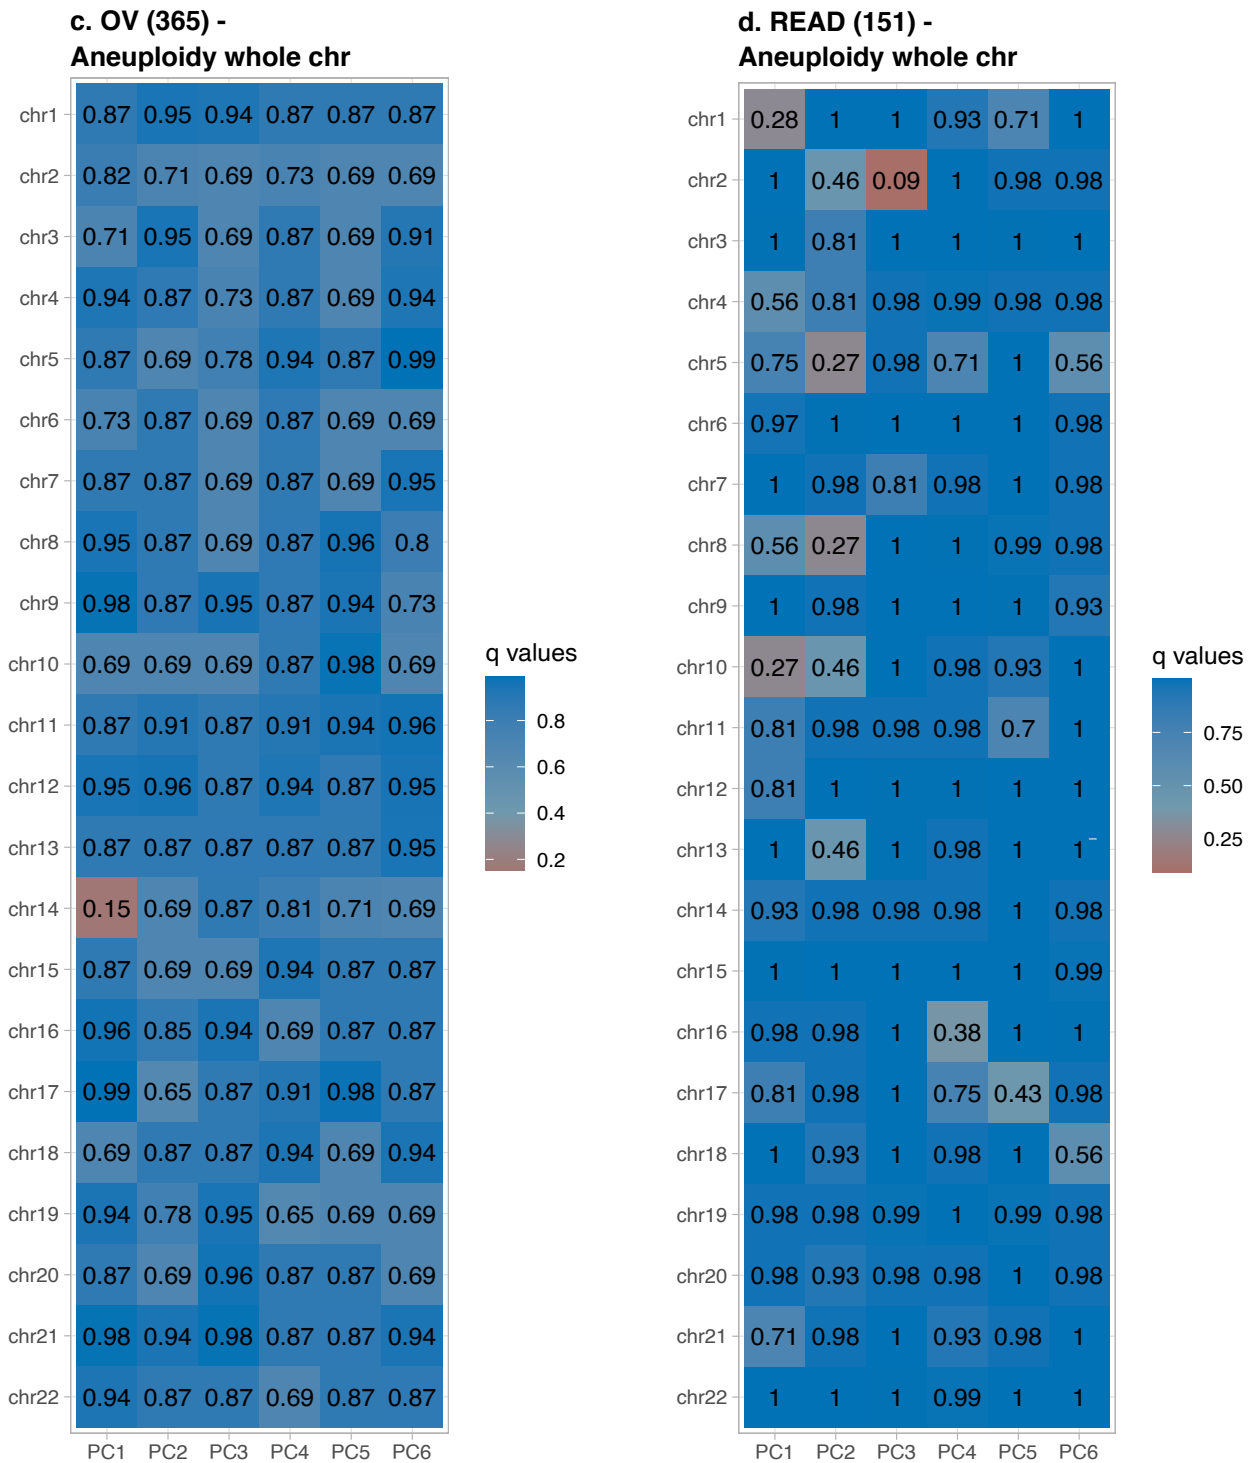 c. OV (365) -
Aneuploidy whole chr
chr1 0.87 0.95 0.94 0.87 0.87 0.87
chr2 0.82 0.71 0.69 0.73 0.69 0.69
chr3 0.71 0.95 0.69 0.87 0.69 0.91
chr4 0.94 0.87 0.73 0.87 0.69 0.94
chr5 0.87 0.69 0.78 0.94 0.87 0.99
chr6 0.73 0.87 0.69 0.87 0.69 0.69
chr7 0.87 0.87 0.69 0.87 0.69 0.95
chr8 0.95 0.87 0.69 0.87 0.96 0.8
chr9 0.98 0.87 0.95 0.87 0.94 0.73
chr10 0.69 0.69 0.69 0.87 0.98 0.69
chr11 0.87 0.91 0.87 0.91 0.94 0.96
chr12 0.95 0.96 0.87 0.94 0.87 0.95
chr13 0.87 0.87 0.87 0.87 0.87 0.95
chr14 0.15 0.69 0.87 0.81 0.71 0.69
chr15 0.87 0.69 0.69 0.94 0.87 0.87
chr16 0.96 0.85 0.94 0.69 0.87 0.87
chr17 0.99 0.65 0.87 0.91 0.98 0.87
chr18 0.69 0.87 0.87 0.94 0.69 0.94
chr19 0.94 0.78 0.95 0.65 0.69 0.69
chr20 0.87 0.69 0.96 0.87 0.87 0.69
chr21 0.98 0.94 0.98 0.87 0.87 0.94
chr22 0.94 0.87 0.87 0.69 0.87 0.87
PC1 PC2 PC3 PC4 PC5 PC6
q values
0.8
0.6
0.4
0.2
d. READ (151) -
Aneuploidy whole chr
chr1 0.28 1 1 0.93 0.71 1
chr2 1 0.46 0.09 1 0.98 0.98
chr3 1 0.81 1 1 1 1
chr4 0.56 0.81 0.98 0.99 0.98 0.98
chr5 0.75 0.27 0.98 0.71 1 0.56
chr6 0.97 1 1 1 1 0.98
chr7 1 0.98 0.81 0.98 1 0.98
chr8 0.56 0.27 1 1 0.99 0.98
chr9 1 0.98 1 1 1 0.93
chr10 0.27 0.46 1 0.98 0.93 1
chr11 0.81 0.98 0.98 0.98 0.7 1
chr12 0.81 1 1 1 1 1
chr13 1 0.46 1 0.98 1 1
chr14 0.93 0.98 0.98 0.98 1 0.98
chr15 1 1 1 1 1 0.99
chr16 0.98 0.98 1 0.38 1 1
chr17 0.81 0.98 1 0.75 0.43 0.98
chr18 1 0.93 1 0.98 1 0.56
chr19 0.98 0.98 0.99 1 0.99 0.98
chr20 0.98 0.93 0.98 0.98 1 0.98
chr21 0.71 0.98 1 0.93 0.98 1
chr22 1 1 1 0.99 1 1
PC1 PC2 PC3 PC4 PC5 PC6
q values
0.75
0.50
0.25